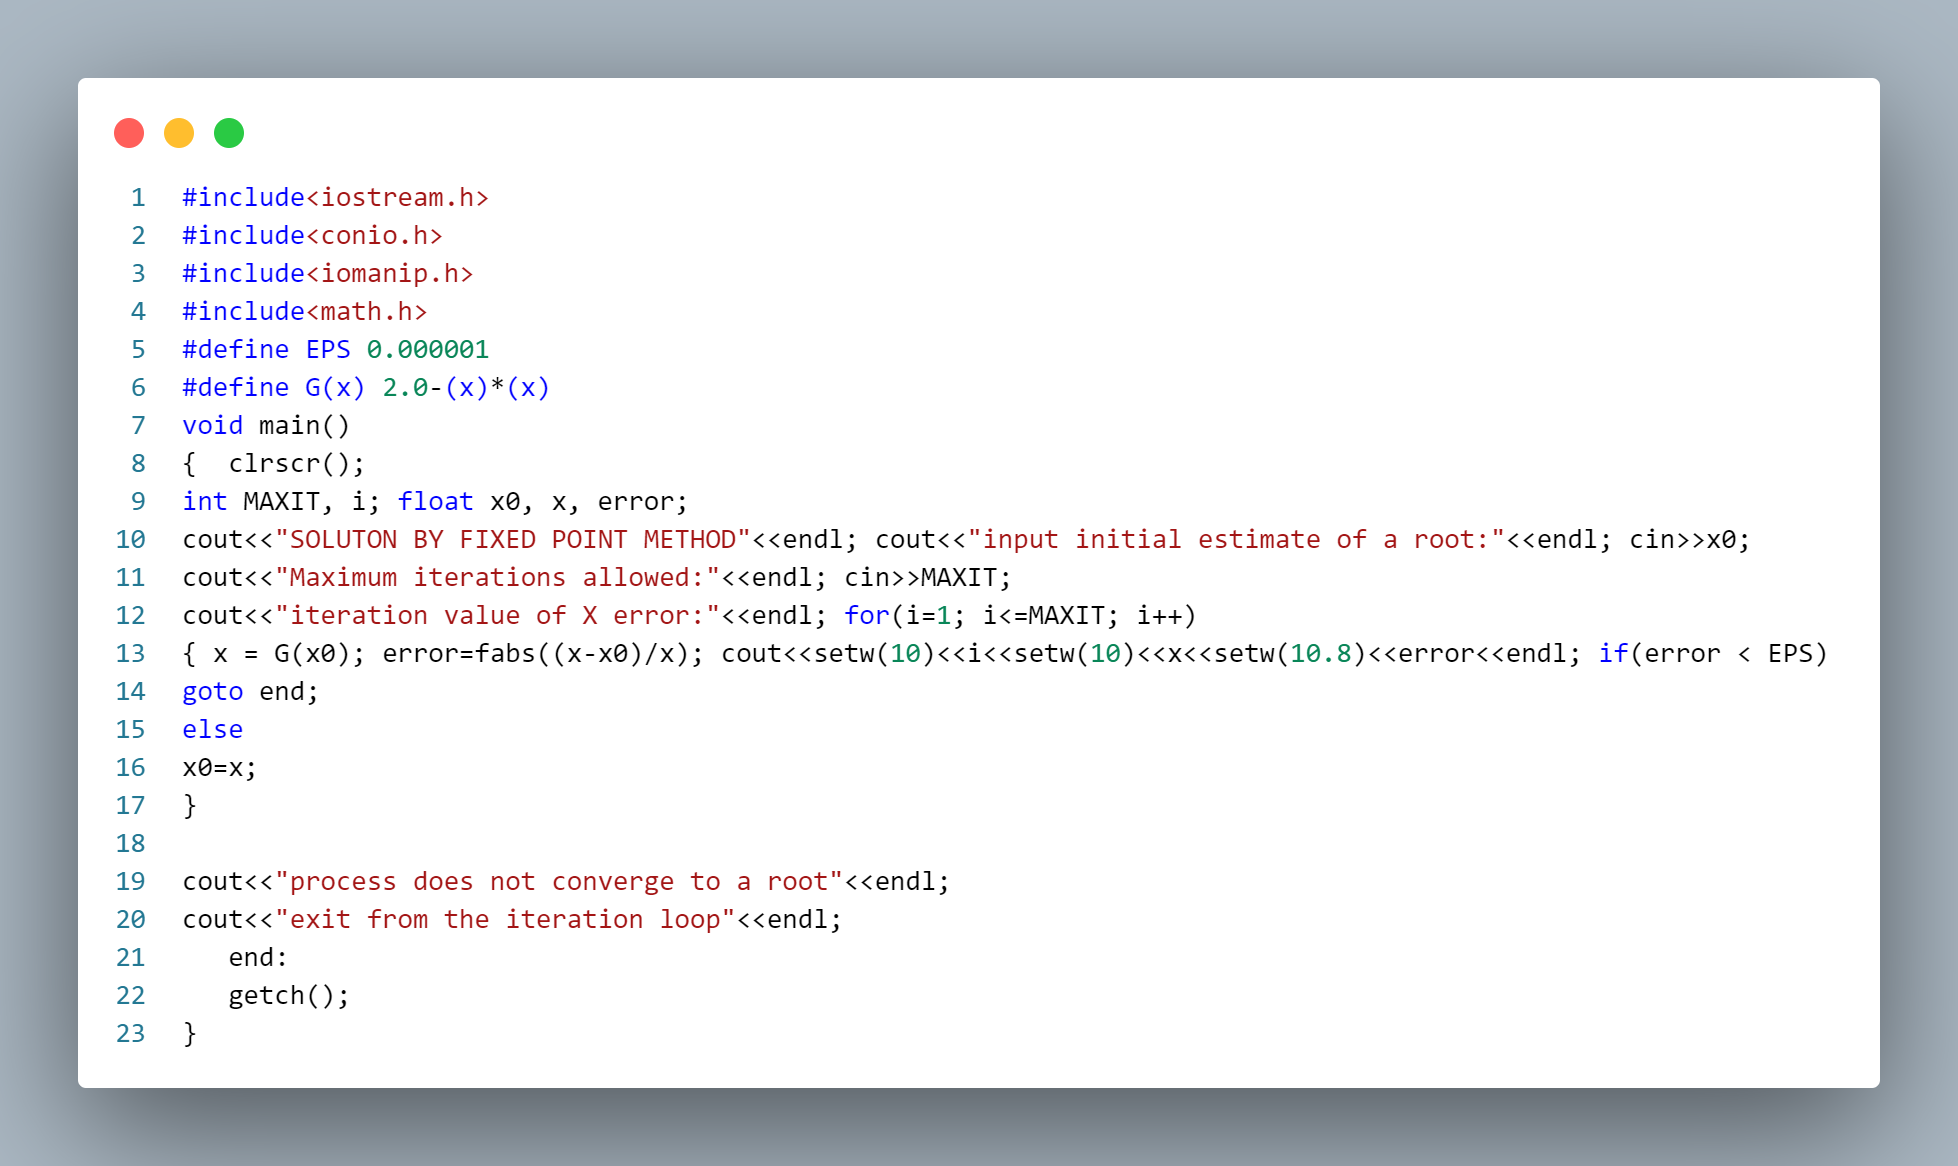 1 #include<iostream.h>
2 #include<conio.h>
3 #include<iomanip.h>
4 #include<math.h>
5 #define EPS 0.000001
6 #define G(x) 2.0-(x)*(x)
7 void main()
8 {  clrscr();
9 int MAXIT, i; float x0, x, error;
10 cout<<"SOLUTON BY FIXED POINT METHOD"<<endl; cout<<"input initial estimate of a root:"<<endl; cin>>x0;
11 cout<<"Maximum iterations allowed:"<<endl; cin>>MAXIT;
12 cout<<"iteration value of X error:"<<endl; for(i=1; i<=MAXIT; i++)
13 { x = G(x0); error=fabs((x-x0)/x); cout<<setw(10)<<i<<setw(10)<<x<<setw(10.8)<<error<<endl; if(error < EPS)
14 goto end;
15 else
16 x0=x;
17 }
18
19 cout<<"process does not converge to a root"<<endl;
20 cout<<"exit from the iteration loop"<<endl;
21    end:
22    getch();
23 }